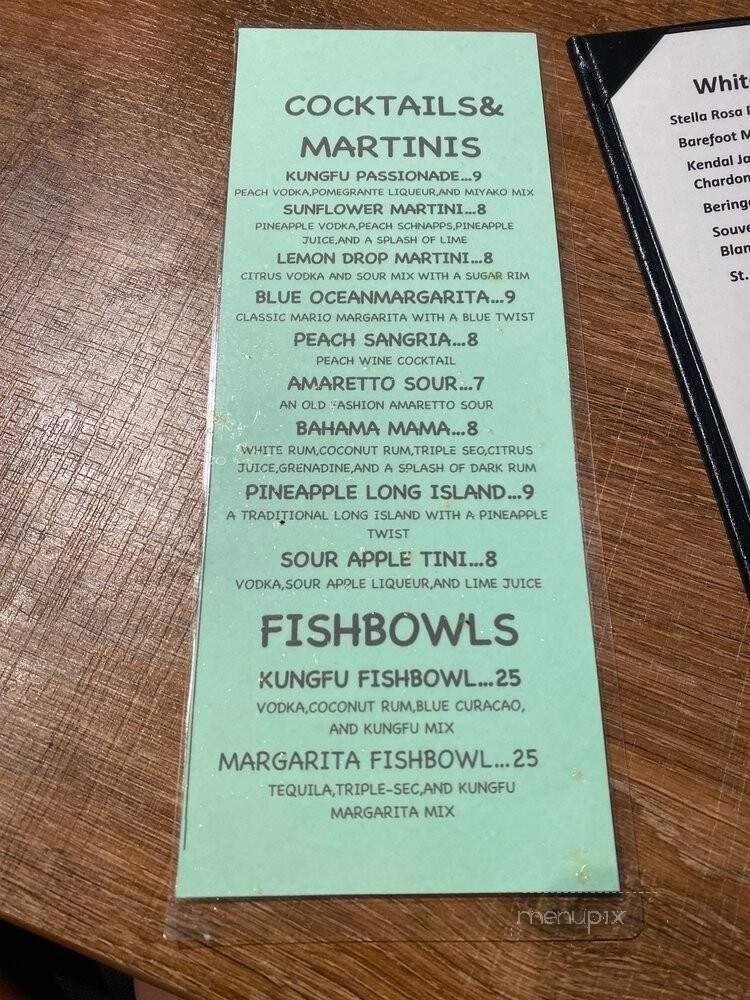 COCKTAILS&
MARTINIS
KUNGFU PASSIONADE...9
PEACH VODKA,POMEGRANTE LIQUEUR,AND MIYAKO MIX
SUNFLOWER MARTINI...8
PINEAPPLE VODKA,PEACH SCHNAPPS,PINEAPPLE
JUICE,AND A SPLASH OF LIME
LEMON DROP MARTINI...8
CITRUS VODKA AND SOUR MIX WITH A SUGAR RIM
BLUE OCEANMARGARITA...9
CLASSIC MARIO MARGARITA WITH A BLUE TWIST
PEACH SANGRIA...8
PEACH WINE COCKTAIL
AMARETTO SOUR...7
AN OLD FASHION AMARETTO SOUR
BAHAMA MAMA...8
WHITE RUM,COCONUT RUM,TRIPLE SEG,CITRUS
JUICE,GRENADINE,AND A SPLASH OF DARK RUM
PINEAPPLE LONG ISLAND...9
A TRADITIONAL LONG ISLAND WITH A PINEAPPLE
TWIST
SOUR APPLE TINI...8
VODKA,SOUR APPLE LIQUEUR,AND LIME JUICE
FISHBOWLS
KUNGFU FISHBOWL...25
VODKA,COCONUT RUM,BLUE CURACAO,
AND KUNGFU MIX
MARGARITA FISHBOWL...25
TEQUILA,TRIPLE-SEC,AND KUNGFU
MARGARITA MIX
White
Stella Rosa
Barefoot
Kendal
Chardon
Bering
Souve
Blan
St.
menupix